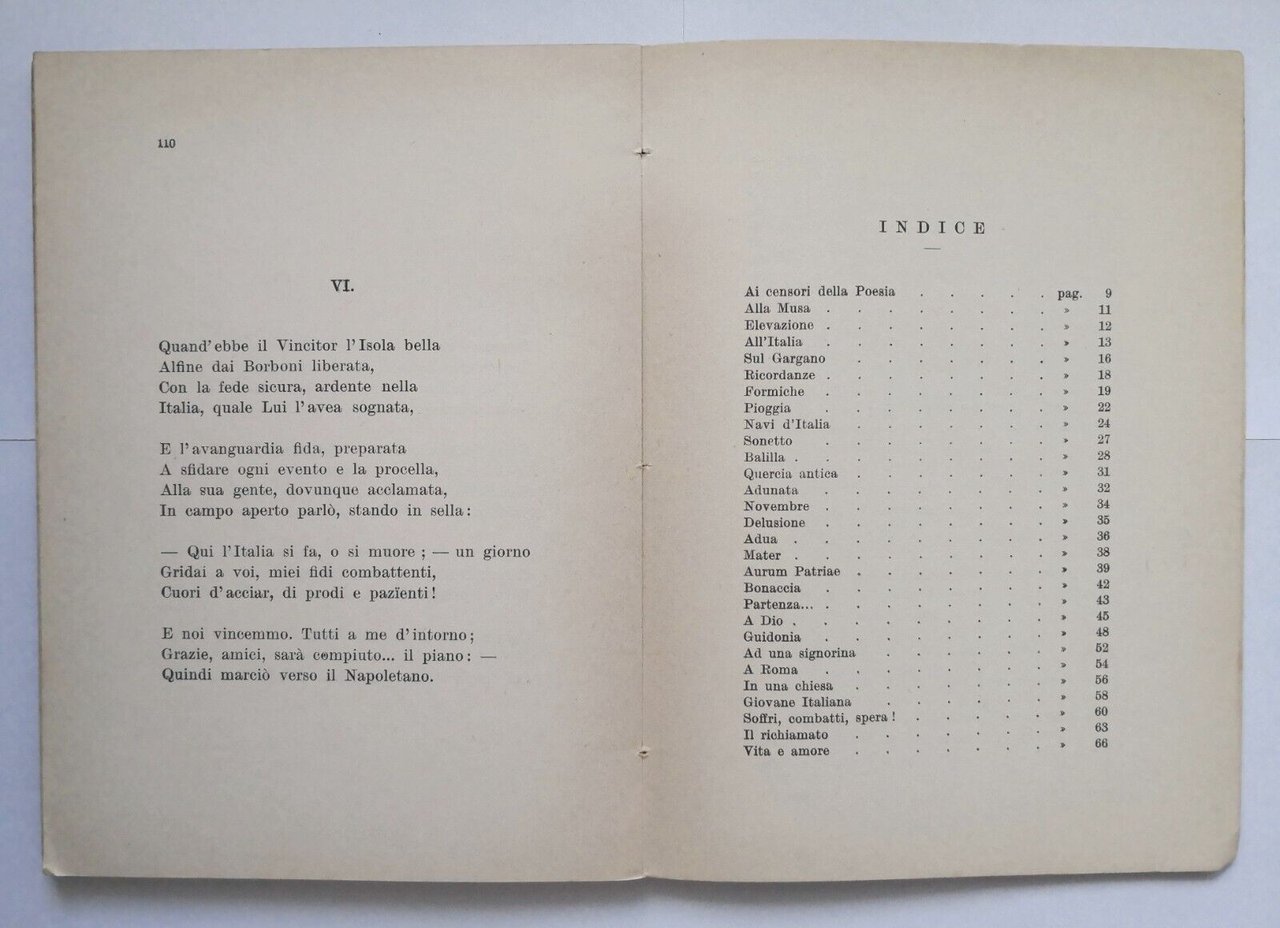 110
VI.
Quand'ebbe il Vincitor l'Isola bella
Alfine dai Borboni liberata,
Con la fede sicura, ardente nella
Italia, quale Lui l'avea sognata,
E l'avanguardia fida, preparata
A sfidare ogni evento e la procella,
Alla sua gente, dovunque acclamata,
In campo aperto parlò, stando in sella:
— Qui l'Italia si fa, o si muore; — un giorno
Gridai a voi, miei fidi combattenti,
Cuori d'acciar, di prodi e pazïenti!
E noi vincemmo. Tutti a me d'intorno;
Grazie, amici, sarà compiuto... il piano: —
Quindi marciò verso il Napoletano.
INDICE
Ai censori della Poesia . . . . . pag. 9
Alla Musa . . . . . . . . » 11
Elevazione . . . . . . . . » 12
All'Italia . . . . . . . . » 13
Sul Gargano . . . . . . . » 16
Ricordanze . . . . . . . . » 18
Formiche . . . . . . . . » 19
Pioggia . . . . . . . . » 22
Navi d'Italia . . . . . . . » 24
Sonetto . . . . . . . . » 27
Balilla . . . . . . . . . » 28
Quercia antica . . . . . . . » 31
Adunata . . . . . . . . » 32
Novembre . . . . . . . . » 34
Delusione . . . . . . . . » 35
Adua . . . . . . . . . » 36
Mater . . . . . . . . . » 38
Aurum Patriae . . . . . . . » 39
Bonaccia . . . . . . . . » 42
Partenza... . . . . . . . . » 43
A Dio . . . . . . . . . » 45
Guidonia . . . . . . . . » 48
Ad una signorina . . . . . . » 52
A Roma . . . . . . . . » 54
In una chiesa . . . . . . . » 56
Giovane Italiana . . . . . . » 58
Soffri, combatti, spera! . . . . . » 60
Il richiamato . . . . . . . » 63
Vita e amore . . . . . . . » 66